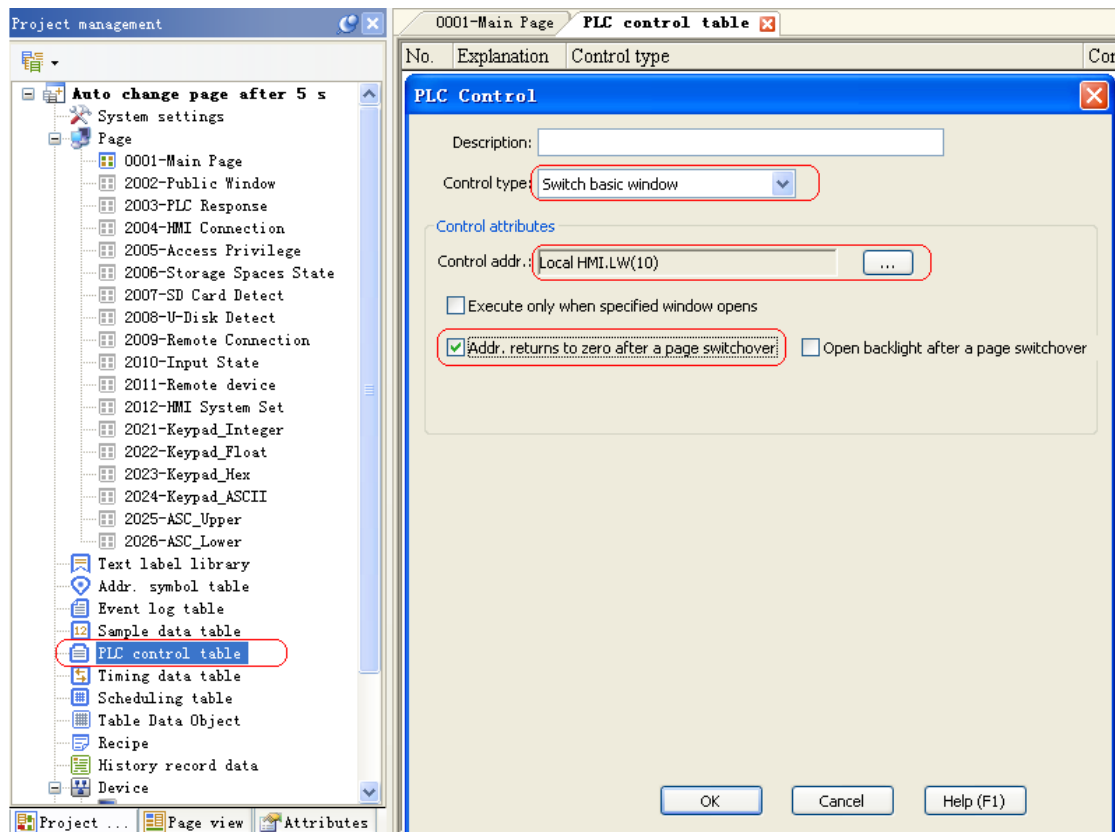 Project management
Auto change page after 5 s
System settings
Page
0001-Main Page
2002-Public Window
2003-PLC Response
2004-HMI Connection
2005-Access Privilege
2006-Storage Spaces State
2007-SD Card Detect
2008-U-Disk Detect
2009-Remote Connection
2010-Input State
2011-Remote device
2012-HMI System Set
2021-Keypad_Integer
2022-Keypad_Float
2023-Keypad_Hex
2024-Keypad_ASCII
2025-ASC_Upper
2026-ASC_Lower
Text label library
Addr. symbol table
Event log table
12 Sample data table
PLC control table
Timing data table
Scheduling table
Table Data Object
Recipe
History record data
Device
Project ... Page view Attributes
0001-Main Page PLC control table
No. Explanation Control type Cor
PLC Control
Description:
Control type: Switch basic window
Control attributes
Control addr.: Local HMI.LW(10) ...
Execute only when specified window opens
Addr. returns to zero after a page switchover Open backlight after a page switchover
OK Cancel Help (F1)